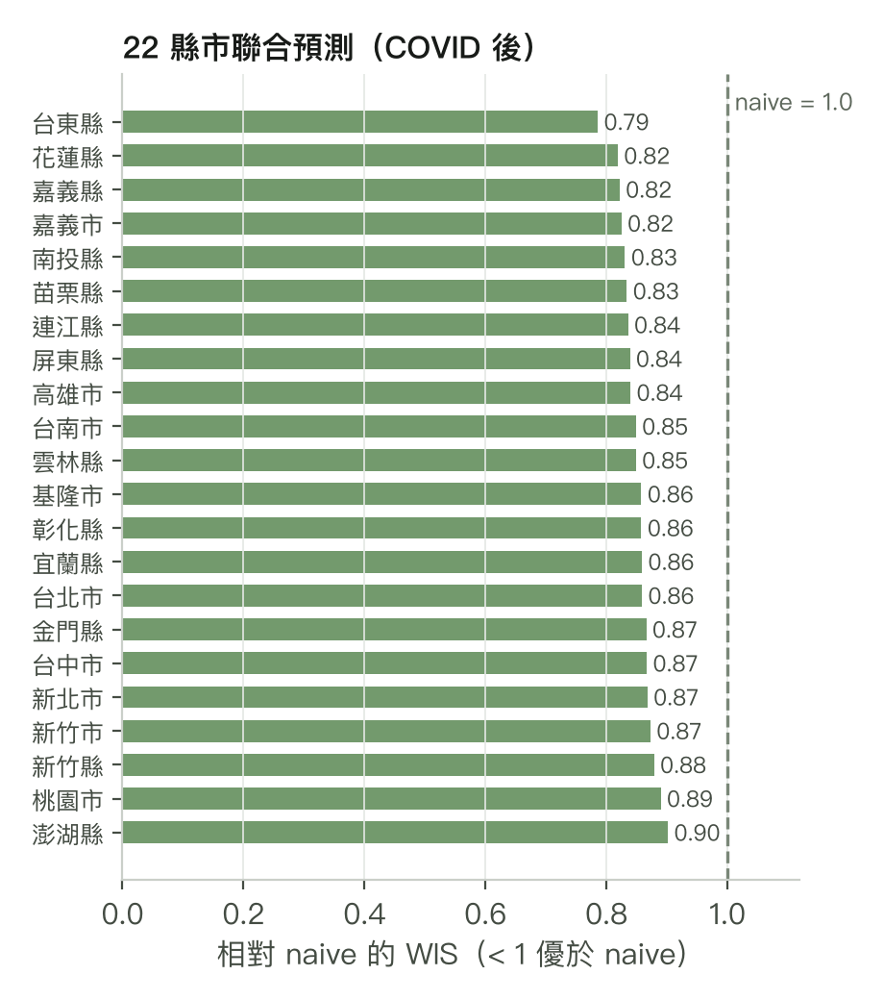 22 縣市聯合預測（COVID 後）
naive = 1.0
台東縣 0.79
花蓮縣 0.82
嘉義縣 0.82
嘉義市 0.82
南投縣 0.83
苗栗縣 0.83
連江縣 0.84
屏東縣 0.84
高雄市 0.84
台南市 0.85
雲林縣 0.85
基隆市 0.86
彰化縣 0.86
宜蘭縣 0.86
台北市 0.86
金門縣 0.87
台中市 0.87
新北市 0.87
新竹市 0.87
新竹縣 0.88
桃園市 0.89
澎湖縣 0.90
0.0 0.2 0.4 0.6 0.8 1.0
相對 naive 的 WIS（< 1 優於 naive）